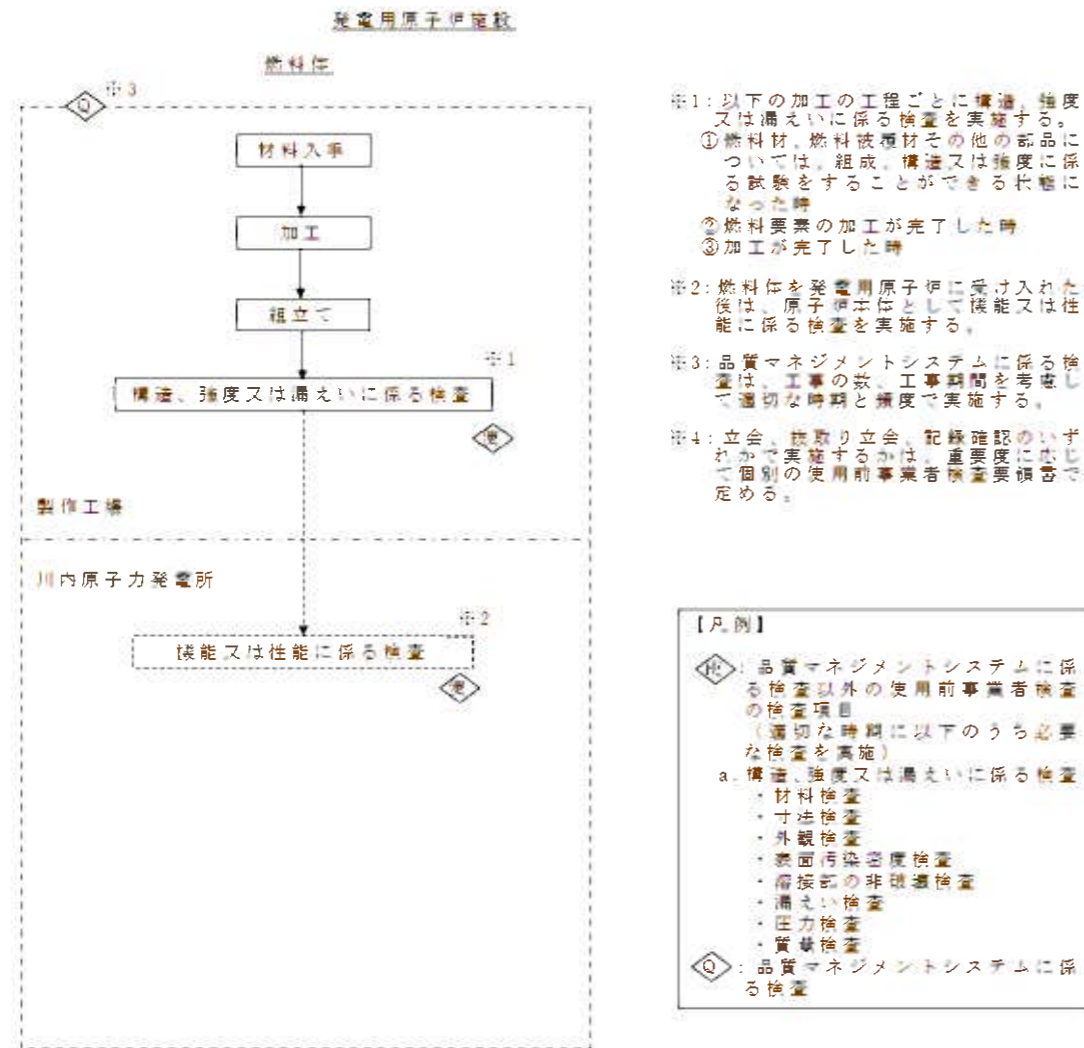 発電用原子炉施設
燃料体
Q
※3
材料入手
加工
組立て
※1
構造、強度又は漏えいに係る検査
製作工場
川内原子力発電所
※2
機能又は性能に係る検査
※1:以下の加工の工程ごとに構造、強度
又は漏えいに係る検査を実施する。
①燃料材、燃料被覆材その他の部品に
ついては、組成、構造又は強度に係
る試験をすることができる状態に
なった時
②燃料要素の加工が完了した時
③加工が完了した時
※2:燃料体を発電用原子炉に受け入れた
後は、原子炉本体として機能又は性
能に係る検査を実施する。
※3:品質マネジメントシステムに係る検
査は、工事の数、工事期間を考慮し
て適切な時期と頻度で実施する。
※4:立会、抜取り立会、記録確認のいず
れかで実施するかは、重要度に応じ
て個別の使用前事業者検査要領書で
定める。
【凡例】
:品質マネジメントシステムに係
る検査以外の使用前事業者検査
の検査項目
(適切な時期に以下のうち必要
な検査を実施)
a.構造、強度又は漏えいに係る検査
・材料検査
・寸法検査
・外観検査
・表面汚染密度検査
・溶接部の非破壊検査
・漏えい検査
・圧力検査
・質量検査
Q:品質マネジメントシステムに係
る検査